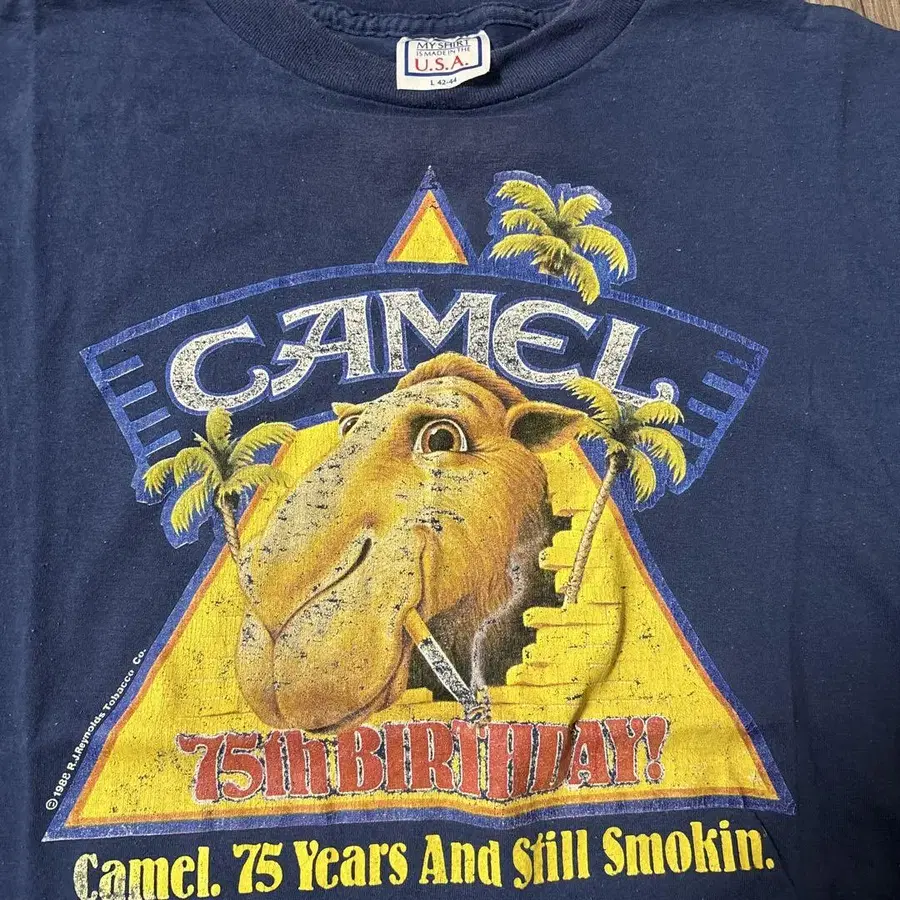 MY SHIRT
IS MADE IN THE
U.S.A.
L 42-44
CAMEL
75th BIRTHDAY!
© 1988 R.J.Reynolds Tobacco Co.
Camel. 75 Years And Still Smokin.